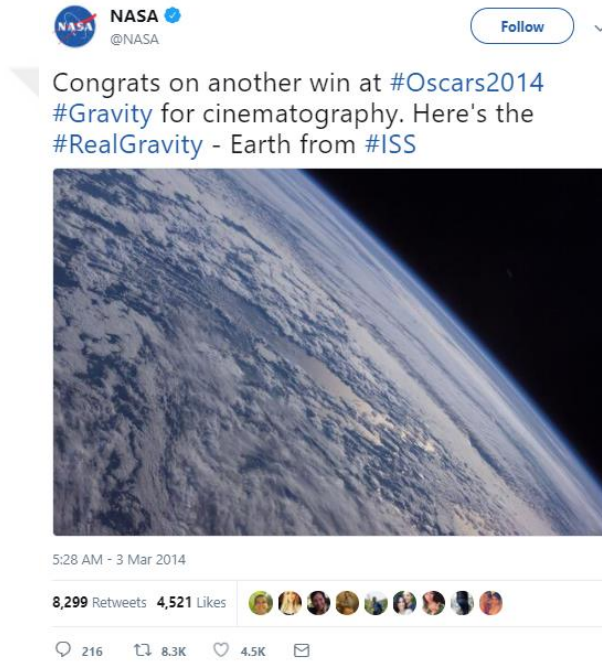 NASA
NASA
@NASA
Follow
Congrats on another win at #Oscars2014
#Gravity for cinematography. Here's the
#RealGravity - Earth from #ISS
5:28 AM - 3 Mar 2014
8,299 Retweets 4,521 Likes
216 8.3K 4.5K